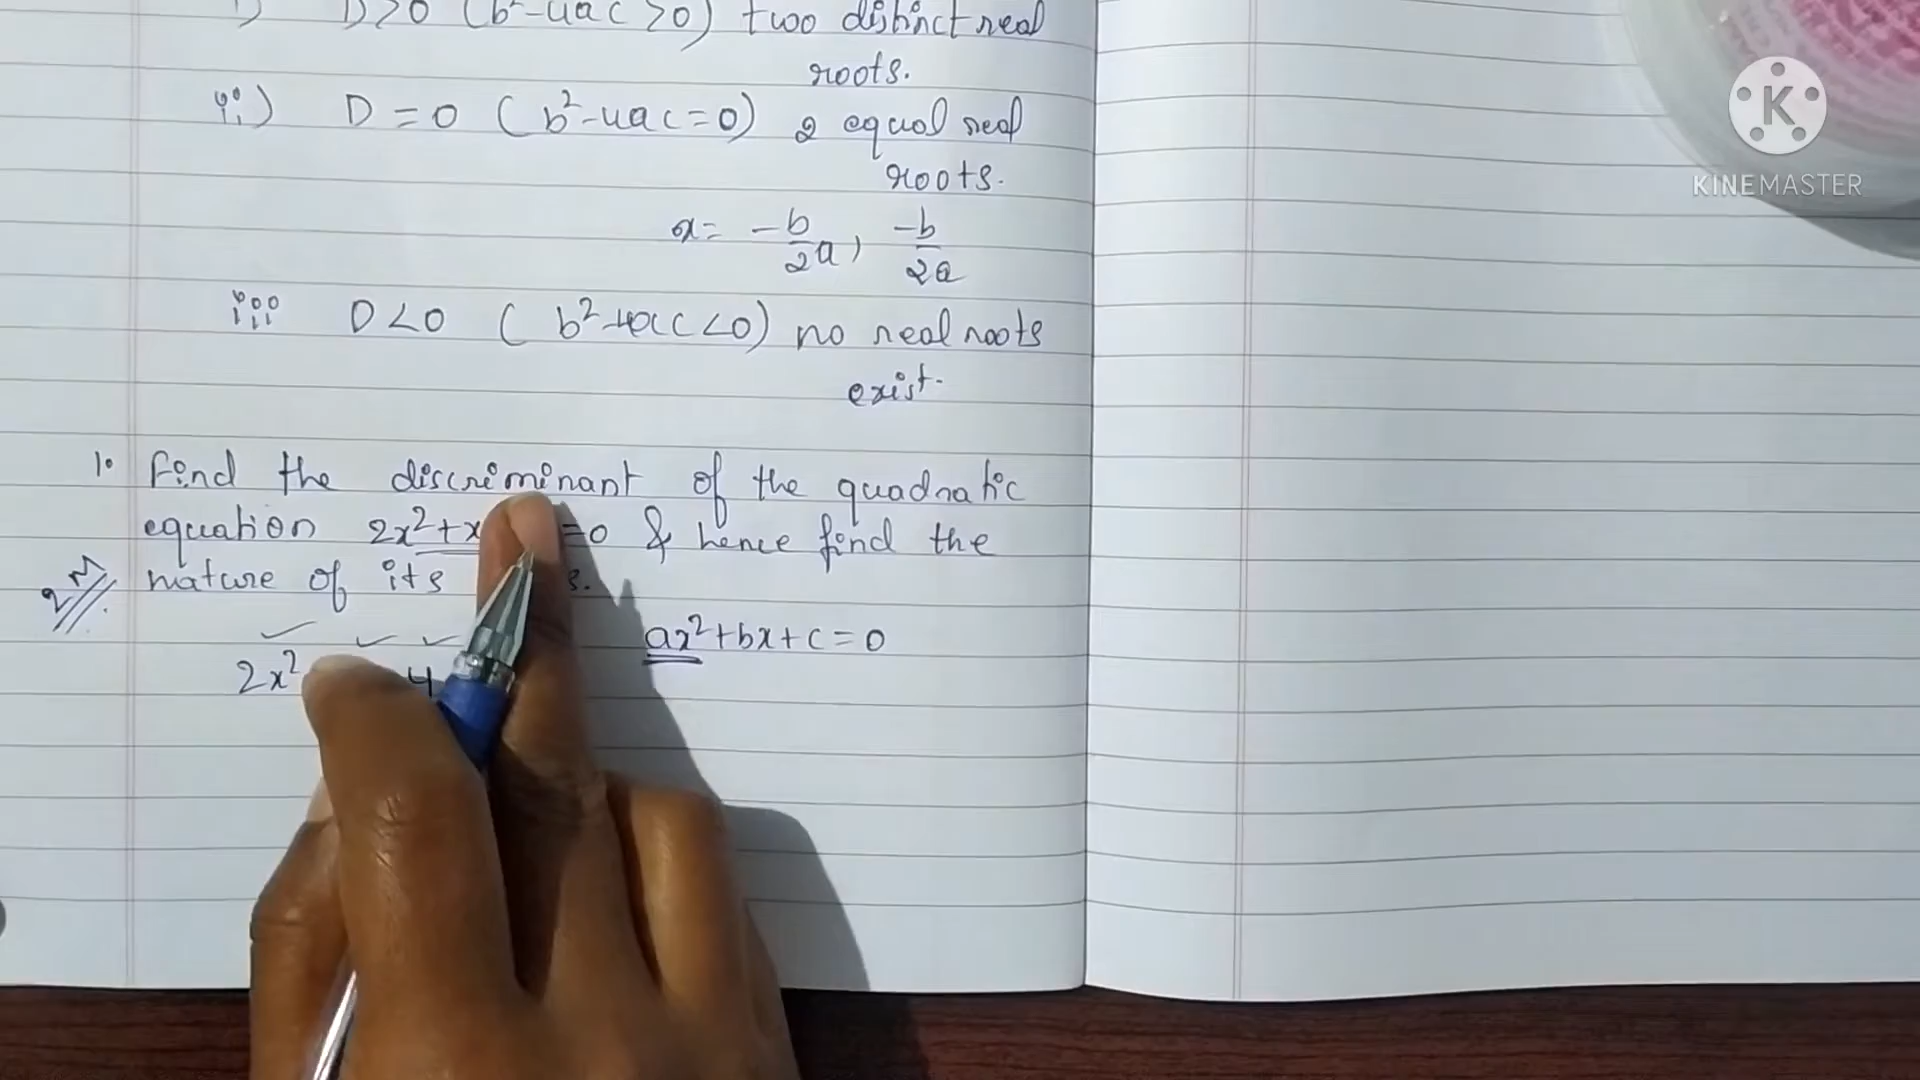 D>0 (b²-4ac >0) two distinct real
roots.
ii) D = 0 (b²-4ac=0) 2 equal real
roots.
x= -b/2a, -b/2a
iii D<0 ( b²-4ac<0) no real roots
exist.
1. Find the discriminant of the quadratic
equation 2x²+x =0 & hence find the
2M nature of its s.
ax²+bx+c=0
2x² 4
K
KINEMASTER